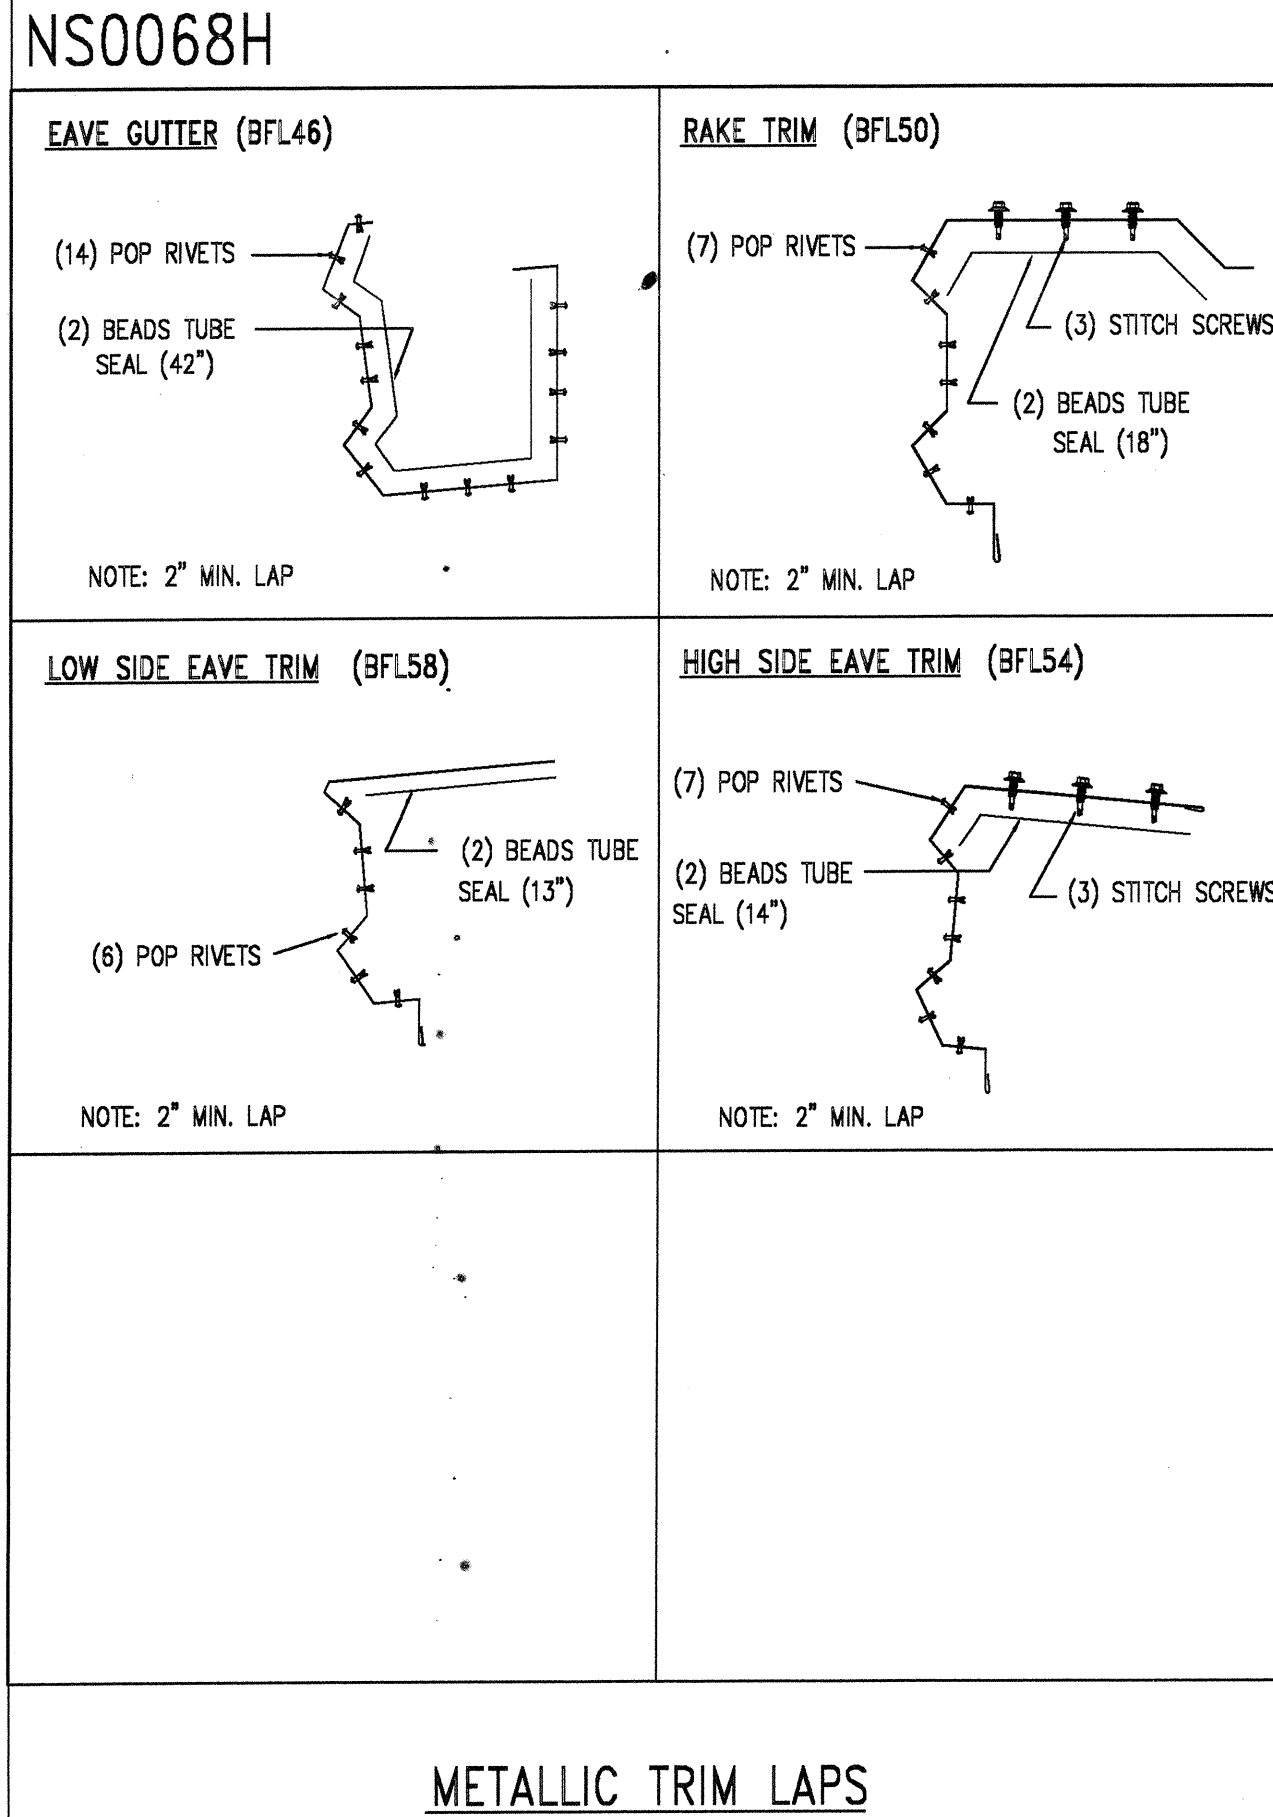 NS0068H
EAVE GUTTER (BFL46)
(14) POP RIVETS
(2) BEADS TUBE
SEAL (42")
NOTE: 2" MIN. LAP
RAKE TRIM (BFL50)
(7) POP RIVETS
(3) STITCH SCREWS
(2) BEADS TUBE
SEAL (18")
NOTE: 2" MIN. LAP
LOW SIDE EAVE TRIM (BFL58)
(2) BEADS TUBE
SEAL (13")
(6) POP RIVETS
NOTE: 2" MIN. LAP
HIGH SIDE EAVE TRIM (BFL54)
(7) POP RIVETS
(2) BEADS TUBE
SEAL (14")
(3) STITCH SCREWS
NOTE: 2" MIN. LAP
METALLIC TRIM LAPS